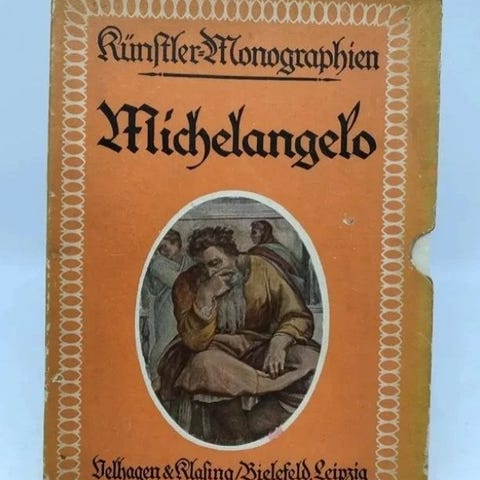 Künstler=Monographien
Michelangelo
Velhagen & Klasing/Bielefeld, Leipzig